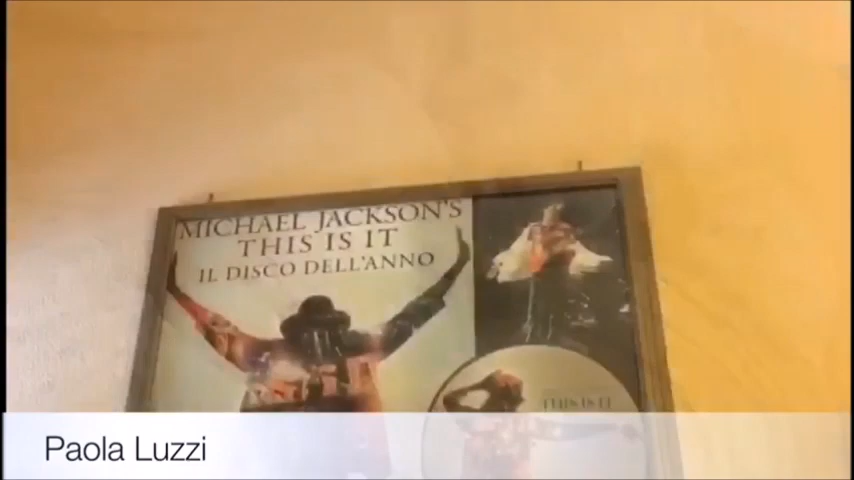 MICHAEL JACKSON'S
THIS IS IT
IL DISCO DELL'ANNO
THIS IS IT
Paola Luzzi